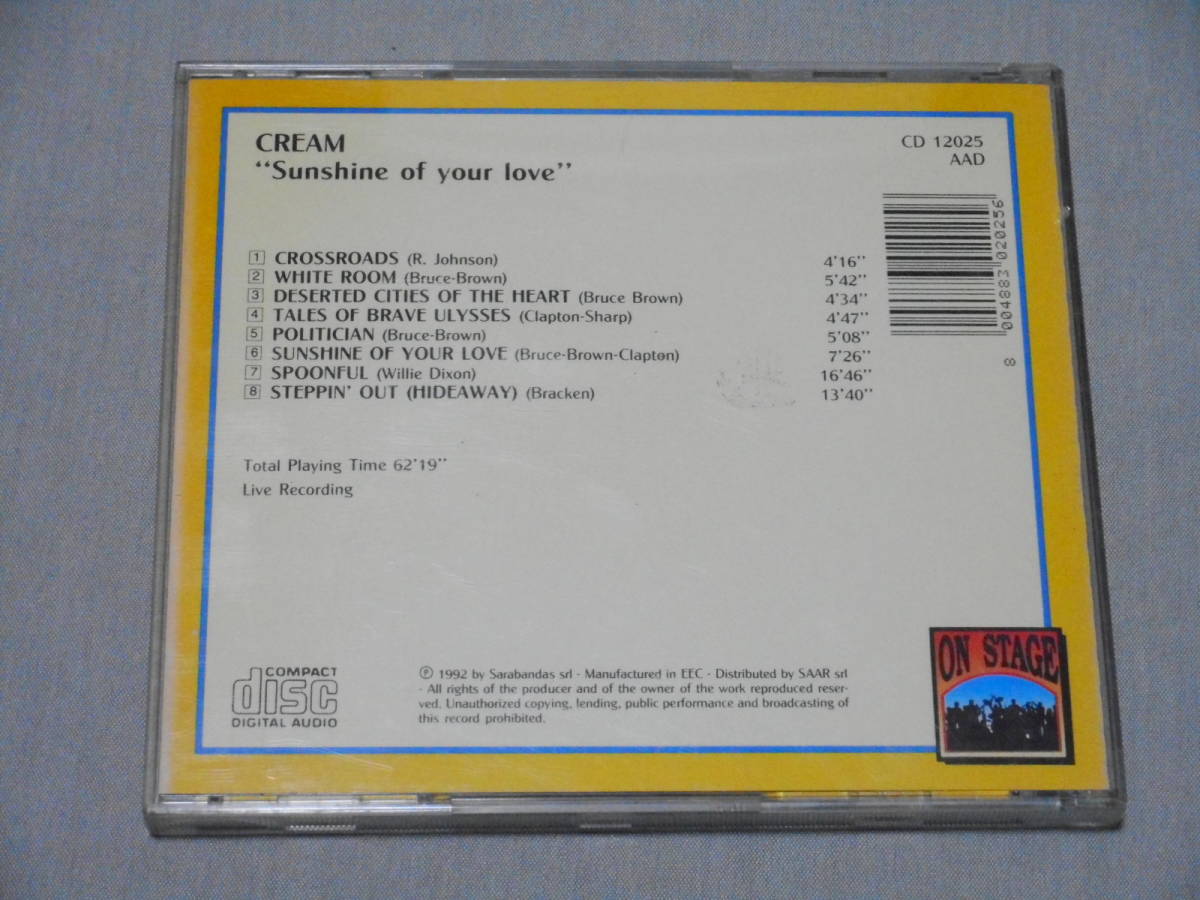 CREAM
"Sunshine of your love"
CD 12025
AAD
1 CROSSROADS (R. Johnson) 4'16"
2 WHITE ROOM (Bruce-Brown) 5'42"
3 DESERTED CITIES OF THE HEART (Bruce Brown) 4'34"
4 TALES OF BRAVE ULYSSES (Clapton-Sharp) 4'47"
5 POLITICIAN (Bruce-Brown) 5'08"
6 SUNSHINE OF YOUR LOVE (Bruce-Brown-Clapton) 7'26"
7 SPOONFUL (Willie Dixon) 16'46"
8 STEPPIN' OUT (HIDEAWAY) (Bracken) 13'40"
004883020256
8
Total Playing Time 62'19"
Live Recording
COMPACT
disc
DIGITAL AUDIO
℗ 1992 by Sarabandas srl · Manufactured in EEC · Distributed by SAAR srl
· All rights of the producer and of the owner of the work reproduced reser-
ved. Unauthorized copying, lending, public performance and broadcasting of
this record prohibited.
ON STAGE